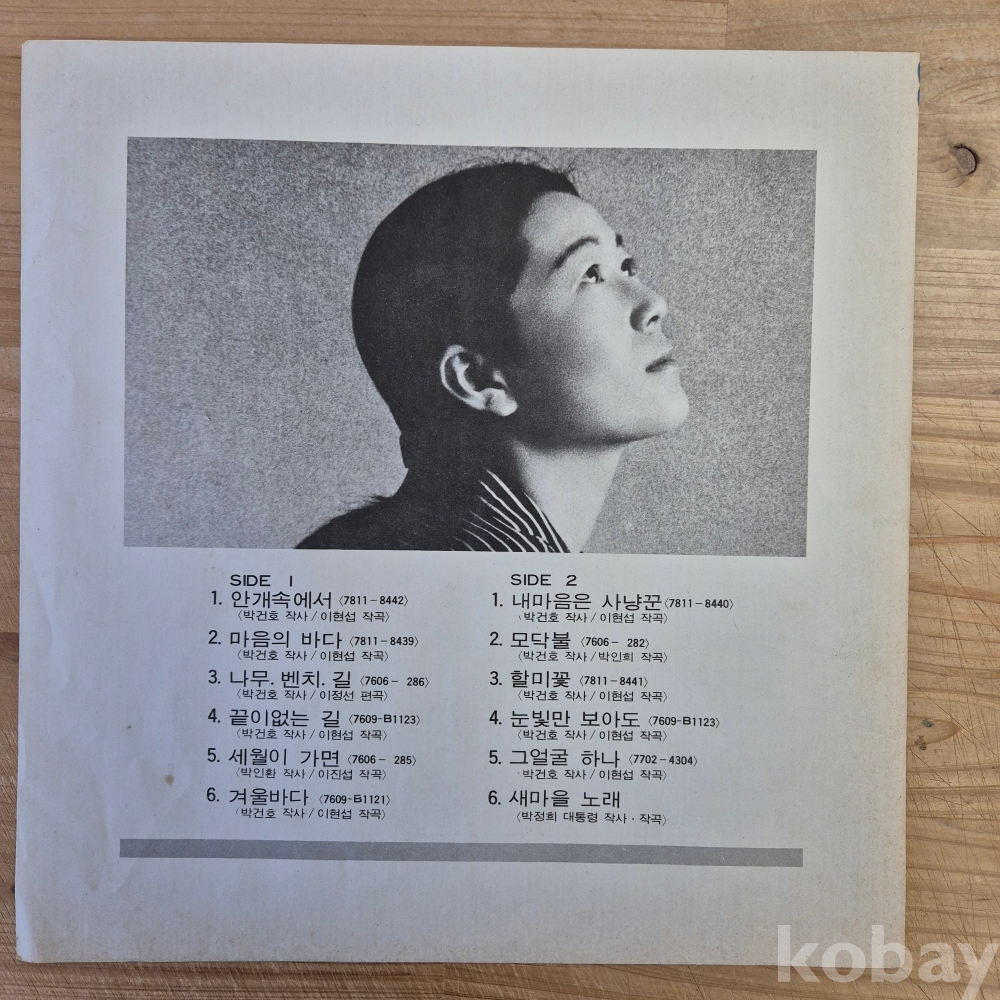 SIDE 1
1. 안개속에서 〈7811-8442〉
〈박건호 작사 / 이현섭 작곡〉
2. 마음의 바다 〈7811-8439〉
〈박건호 작사 / 이현섭 작곡〉
3. 나무. 벤치. 길 〈7606- 286〉
〈박건호 작사 / 이정선 편곡〉
4. 끝이없는 길 〈7609-B1123〉
〈박건호 작사 / 이현섭 작곡〉
5. 세월이 가면 〈7606- 285〉
〈박인환 작사 / 이진섭 작곡〉
6. 겨울바다 〈7609-B1121〉
〈박건호 작사 / 이현섭 작곡〉
SIDE 2
1. 내마음은 사냥꾼 〈7811-8440〉
〈박건호 작사 / 이현섭 작곡〉
2. 모닥불 〈7606- 282〉
〈박건호 작사 / 박인희 작곡〉
3. 할미꽃 〈7811-8441〉
〈박건호 작사 / 이현섭 작곡〉
4. 눈빛만 보아도 〈7609-B1123〉
〈박건호 작사 / 이현섭 작곡〉
5. 그얼굴 하나 〈7702-4304〉
〈박건호 작사 / 이현섭 작곡〉
6. 새마을 노래
〈박정희 대통령 작사 · 작곡〉
kobay